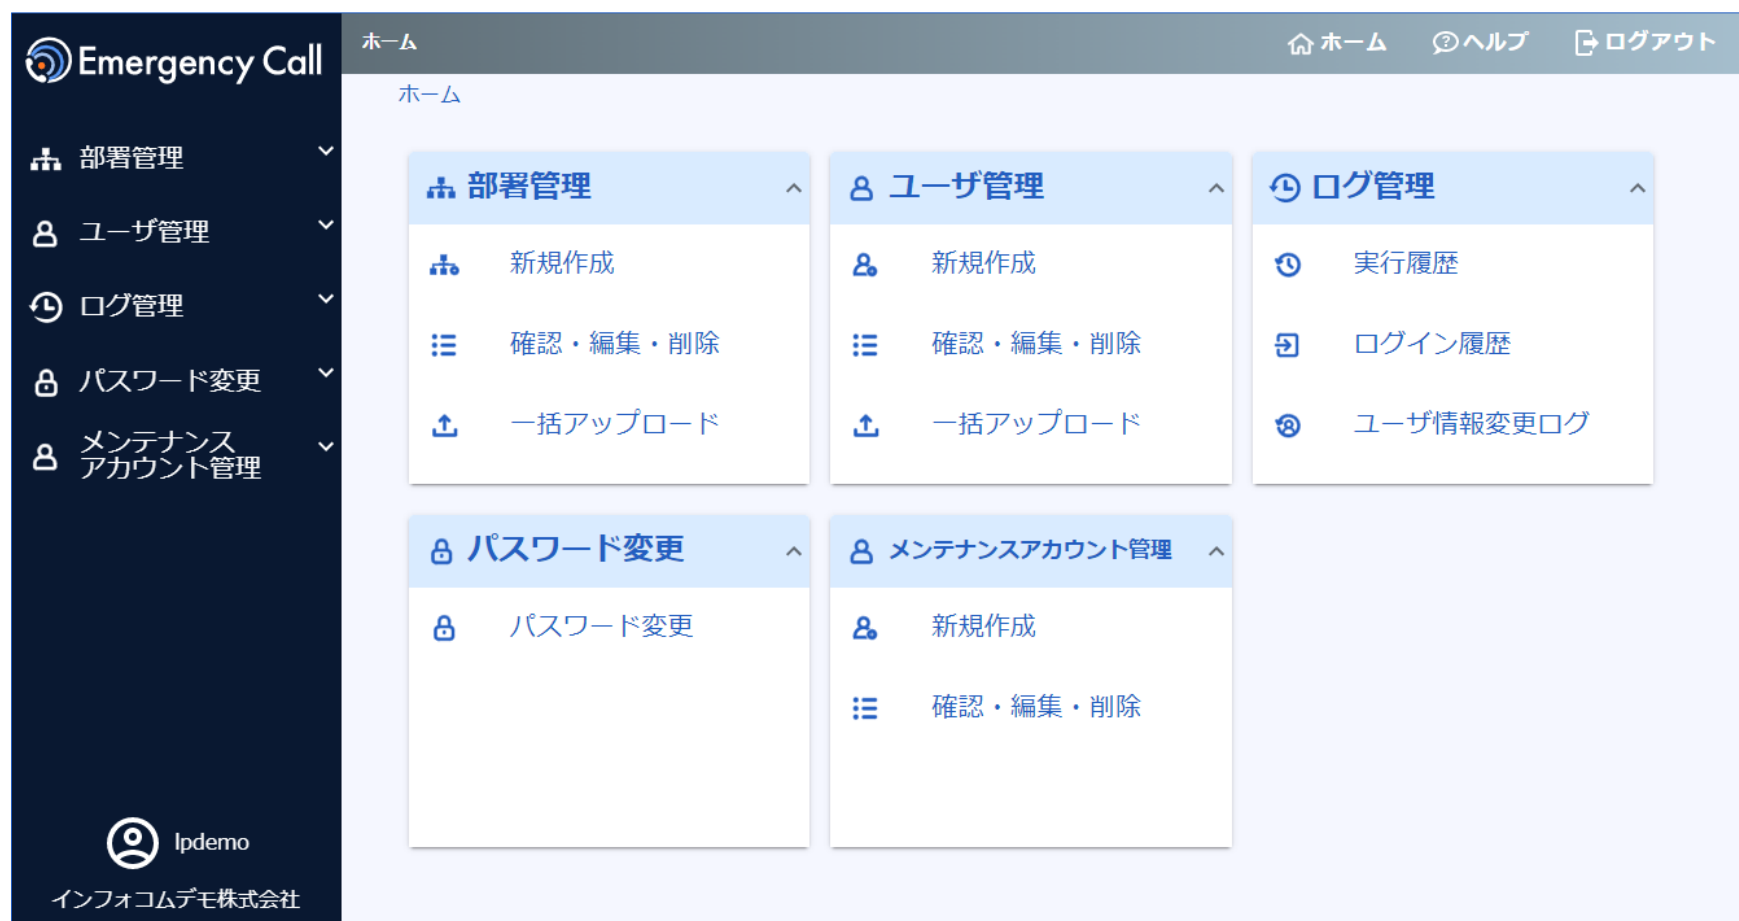 Emergency Call
部署管理
ユーザ管理
ログ管理
パスワード変更
メンテナンス
アカウント管理
lpdemo
インフォコムデモ株式会社
ホーム
ホーム
ヘルプ
ログアウト
ホーム
部署管理
新規作成
確認・編集・削除
一括アップロード
ユーザ管理
新規作成
確認・編集・削除
一括アップロード
ログ管理
実行履歴
ログイン履歴
ユーザ情報変更ログ
パスワード変更
パスワード変更
メンテナンスアカウント管理
新規作成
確認・編集・削除